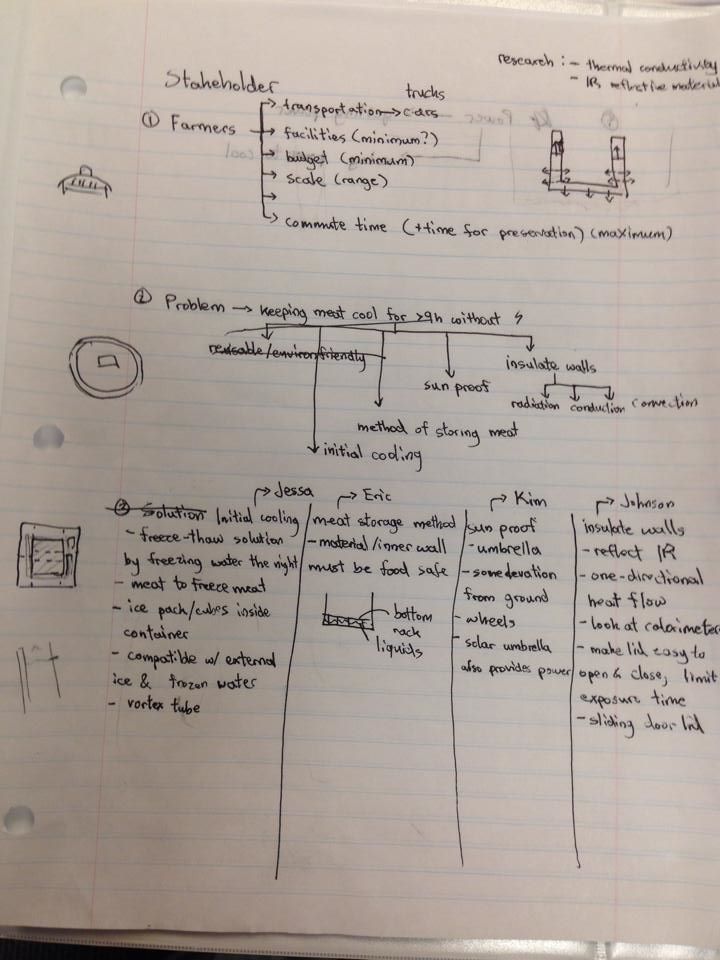 research : - thermal conductivity
- IR reflective material
Stakeholder
trucks
transportation → cars
① Farmers
facilities (minimum?)
budget (minimum)
scale (range)
commute time (+time for preservation) (maximum)
② Problem → keeping meat cool for >9h without ϟ
reusable/environ friendly
insulate walls
sun proof
radiation conduction convection
method of storing meat
initial cooling
Jessa
Eric
Kim
Johnson
③ Solution Initial cooling
- freeze-thaw solution
by freezing water the night
- meat to freeze meat
- ice pack/cubes inside
container
- compatible w/ external
ice & frozen water
- vortex tube
meat storage method
- material/inner wall
must be food safe
bottom
rack
liquids
sun proof
- umbrella
- some elevation
from ground
- wheels
- solar umbrella
also provides power
insulate walls
- reflect IR
- one-directional
heat flow
- look at calorimeter
- make lid easy to
open & close, limit
exposure time
- sliding door lid